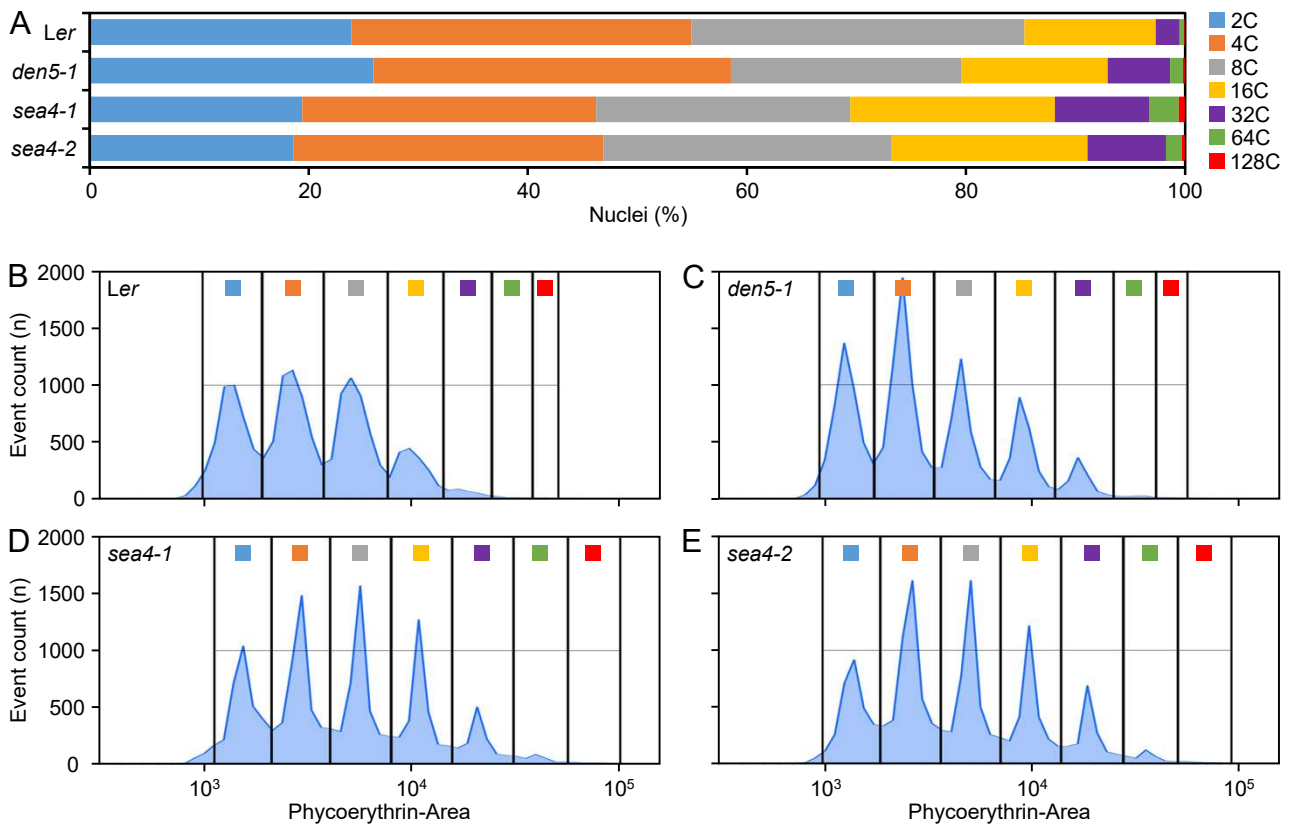 A
Ler
den5-1
sea4-1
sea4-2
0 20 40 60 80 100
Nuclei (%)
2C
4C
8C
16C
32C
64C
128C
B
Ler
2000
1500
1000
500
0
Event count (n)
C
den5-1
D
sea4-1
2000
1500
1000
500
0
Event count (n)
10³ 10⁴ 10⁵
Phycoerythrin-Area
E
sea4-2
10³ 10⁴ 10⁵
Phycoerythrin-Area